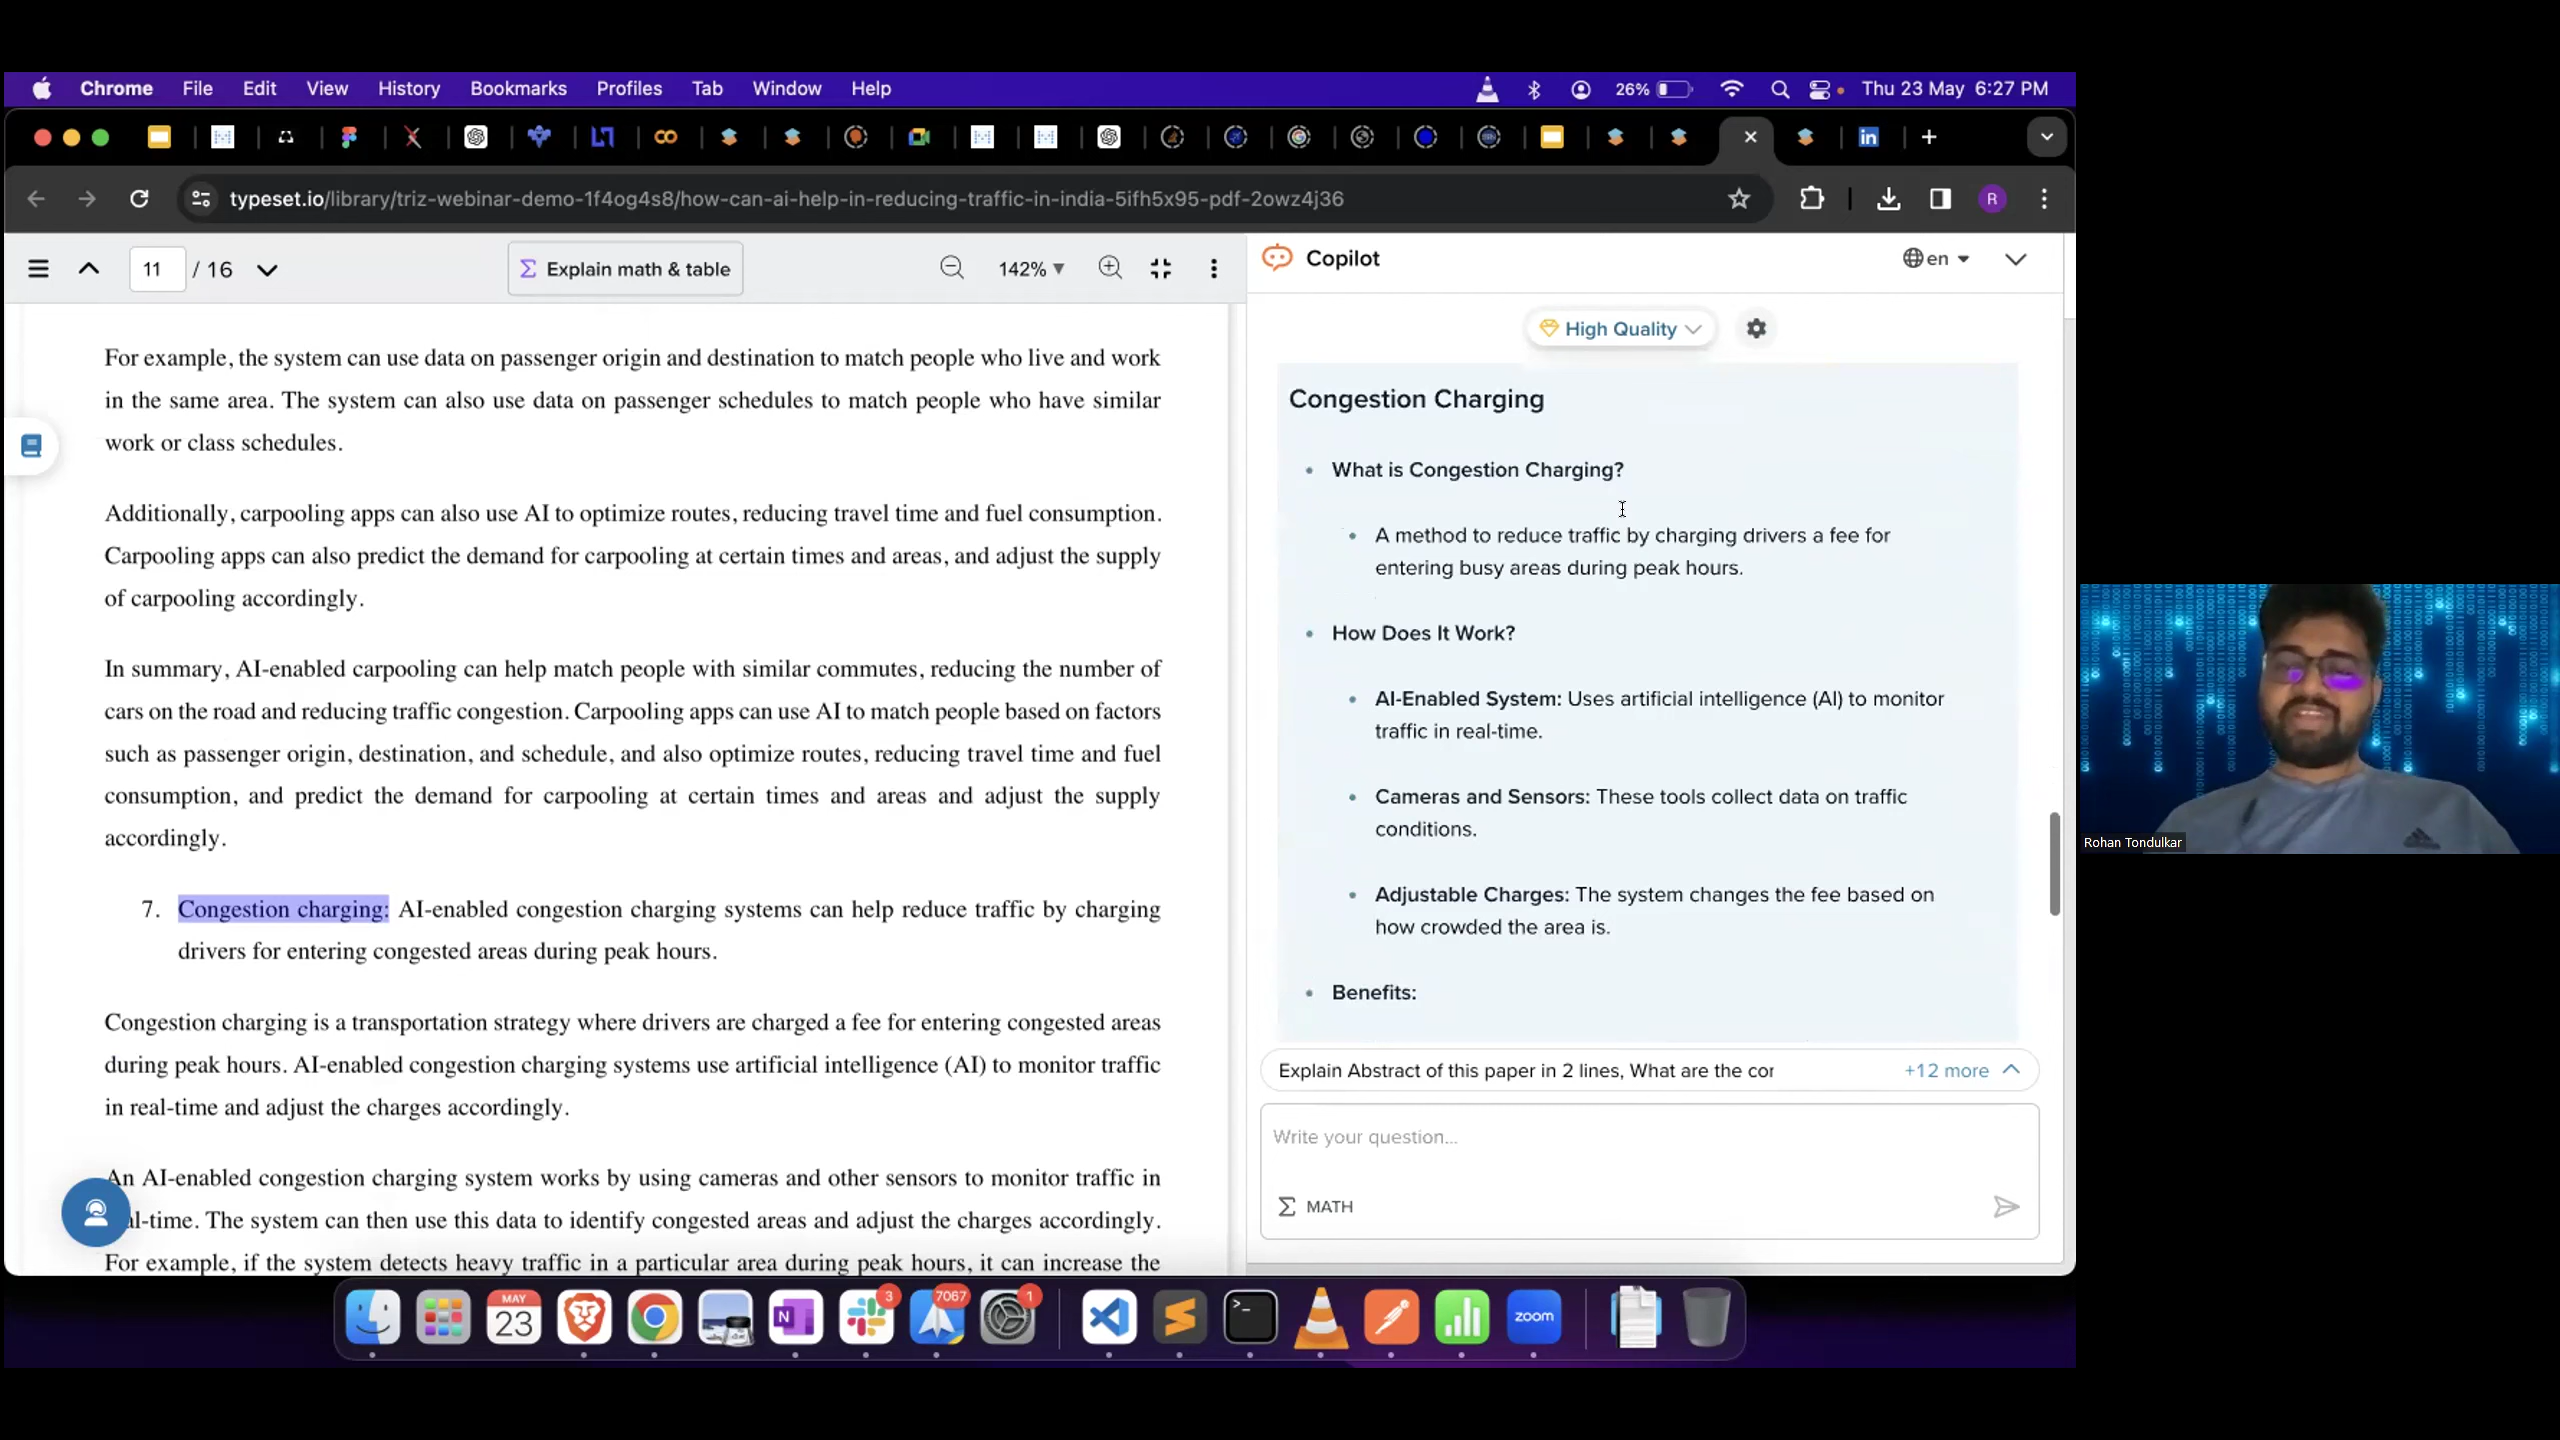 Chrome File Edit View History Bookmarks Profiles Tab Window Help 26% Thu 23 May 6:27 PM
typeset.io/library/triz-webinar-demo-1f4og4s8/how-can-ai-help-in-reducing-traffic-in-india-5ifh5x95-pdf-2owz4j36 R
11 / 16 Explain math & table 142%
For example, the system can use data on passenger origin and destination to match people who live and work
in the same area. The system can also use data on passenger schedules to match people who have similar
work or class schedules.
Additionally, carpooling apps can also use AI to optimize routes, reducing travel time and fuel consumption.
Carpooling apps can also predict the demand for carpooling at certain times and areas, and adjust the supply
of carpooling accordingly.
In summary, AI-enabled carpooling can help match people with similar commutes, reducing the number of
cars on the road and reducing traffic congestion. Carpooling apps can use AI to match people based on factors
such as passenger origin, destination, and schedule, and also optimize routes, reducing travel time and fuel
consumption, and predict the demand for carpooling at certain times and areas and adjust the supply
accordingly.
7. Congestion charging: AI-enabled congestion charging systems can help reduce traffic by charging
drivers for entering congested areas during peak hours.
Congestion charging is a transportation strategy where drivers are charged a fee for entering congested areas
during peak hours. AI-enabled congestion charging systems use artificial intelligence (AI) to monitor traffic
in real-time and adjust the charges accordingly.
An AI-enabled congestion charging system works by using cameras and other sensors to monitor traffic in
al-time. The system can then use this data to identify congested areas and adjust the charges accordingly.
For example, if the system detects heavy traffic in a particular area during peak hours, it can increase the
Copilot en
High Quality
Congestion Charging
• What is Congestion Charging?
• A method to reduce traffic by charging drivers a fee for
entering busy areas during peak hours.
• How Does It Work?
• AI-Enabled System: Uses artificial intelligence (AI) to monitor
traffic in real-time.
• Cameras and Sensors: These tools collect data on traffic
conditions.
• Adjustable Charges: The system changes the fee based on
how crowded the area is.
• Benefits:
Explain Abstract of this paper in 2 lines, What are the cor +12 more
Write your question...
Σ MATH
Rohan Tondulkar
MAY
23
N
3
7067
1
zoom